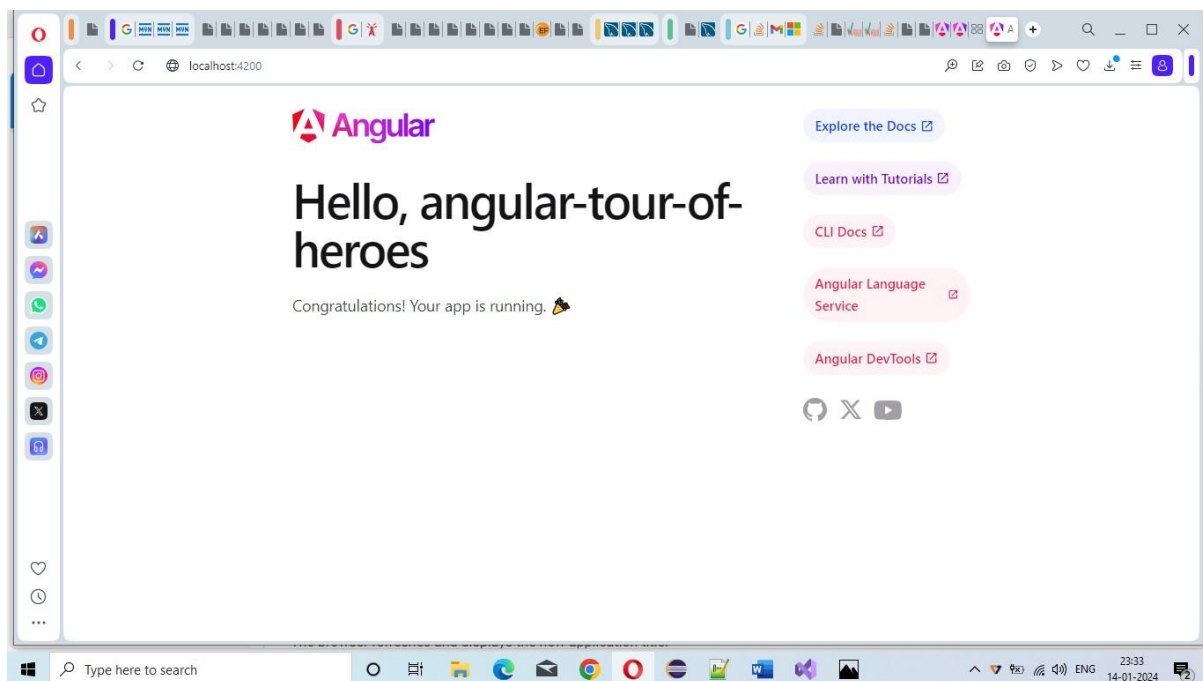 localhost:4200
Angular
Hello, angular-tour-of-
heroes
Congratulations! Your app is running.
Explore the Docs
Learn with Tutorials
CLI Docs
Angular Language
Service
Angular DevTools
Type here to search
ENG
23:33
14-01-2024